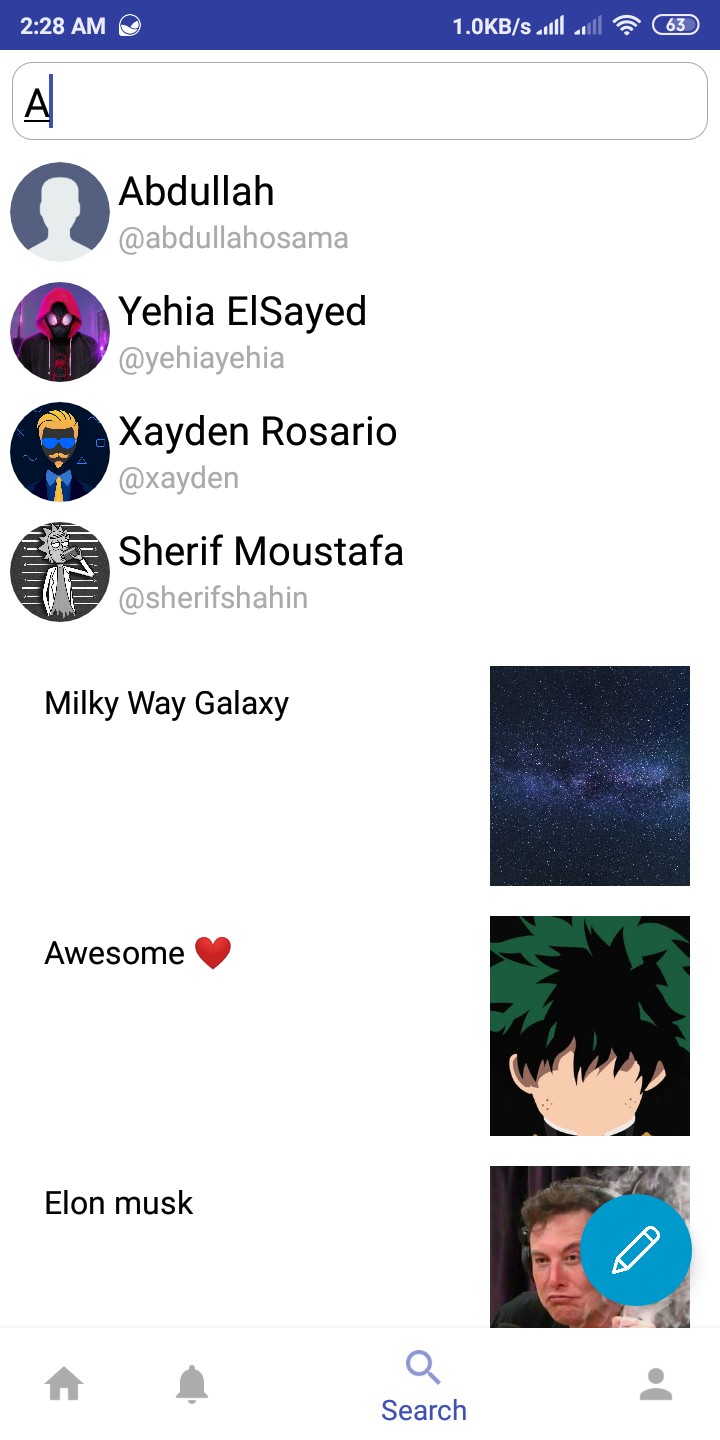 2:28 AM 1.0KB/s 63
A
Abdullah
@abdullahosama
Yehia ElSayed
@yehiayehia
Xayden Rosario
@xayden
Sherif Moustafa
@sherifshahin
Milky Way Galaxy
Awesome ❤️
Elon musk
Search